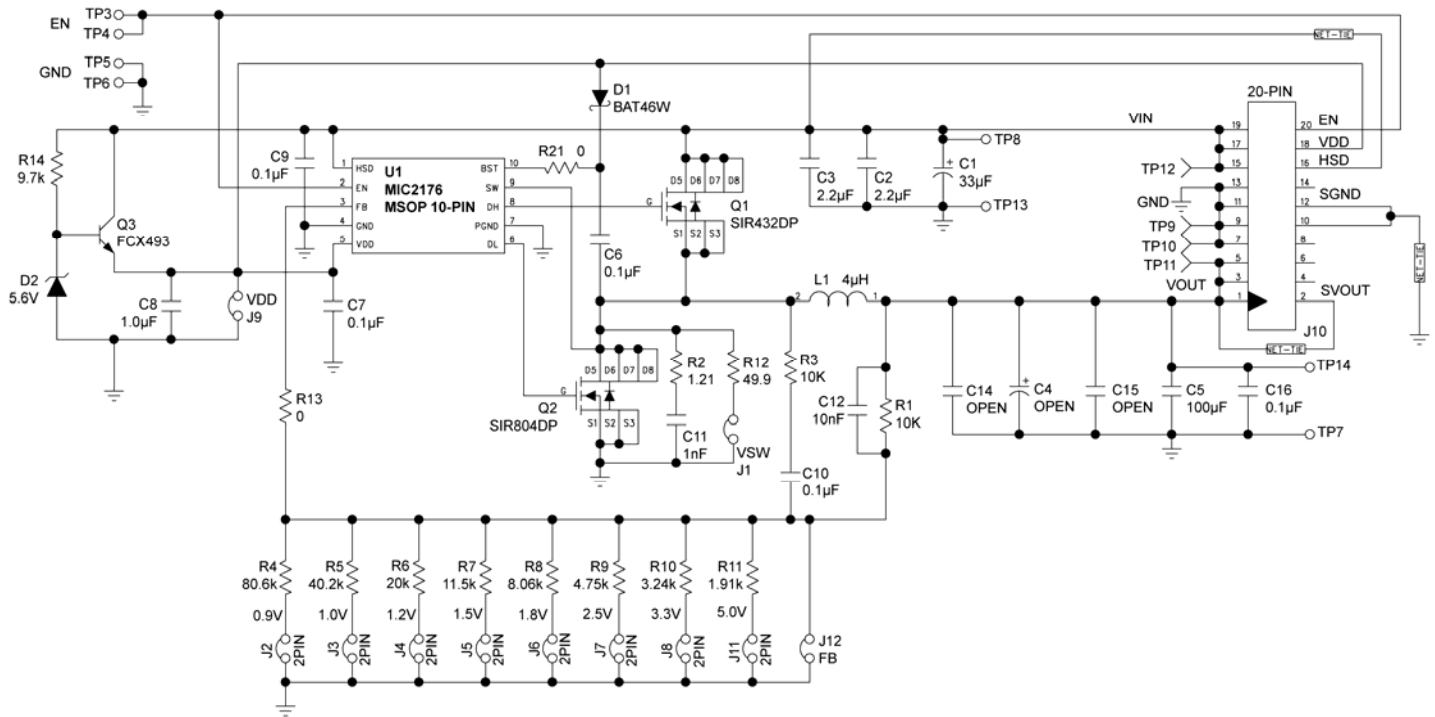 EN
TP3
TP4
GND
TP5
TP6
R14
9.7k
Q3
FCX493
D2
5.6V
C8
1.0µF
VDD
J9
C9
0.1µF
C7
0.1µF
1 HSD
2 EN
3 FB
4 GND
5 VDD
U1
MIC2176
MSOP 10-PIN
BST 10
SW 9
DH 8
PGND 7
DL 6
R21 0
D1
BAT46W
C6
0.1µF
D5 D6 D7 D8
G
S1 S2 S3
Q1
SIR432DP
D5 D6 D7 D8
G
S1 S2 S3
Q2
SIR804DP
R2
1.21
C11
1nF
R12
49.9
VSW
J1
C3
2.2µF
C2
2.2µF
C1
33µF
+
TP8
TP13
VIN
NET-TIE
20-PIN
19 20 EN
17 18 VDD
TP12 15 16 HSD
GND 13 14
11 12 SGND
TP9 9 10
TP10 7 8
TP11 5 6
VOUT 3 4
1 2 SVOUT
J10
NET-TIE
NET-TIE
2 L1 4µH 1
R3
10K
C10
0.1µF
C12
10nF
R1
10K
C14
OPEN
+
C4
OPEN
C15
OPEN
C5
100µF
C16
0.1µF
TP14
TP7
R13
0
R4
80.6k
0.9V
J2
2PIN
R5
40.2k
1.0V
J3
2PIN
R6
20k
1.2V
J4
2PIN
R7
11.5k
1.5V
J5
2PIN
R8
8.06k
1.8V
J6
2PIN
R9
4.75k
2.5V
J7
2PIN
R10
3.24k
3.3V
J8
2PIN
R11
1.91k
5.0V
J11
2PIN
J12
FB